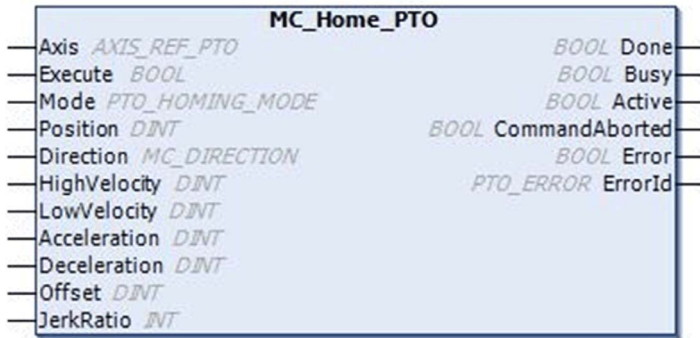 MC_Home_PTO
Axis AXIS_REF_PTO BOOL Done
Execute BOOL BOOL Busy
Mode PTO_HOMING_MODE BOOL Active
Position DINT BOOL CommandAborted
Direction MC_DIRECTION BOOL Error
HighVelocity DINT PTO_ERROR ErrorId
LowVelocity DINT
Acceleration DINT
Deceleration DINT
Offset DINT
JerkRatio INT